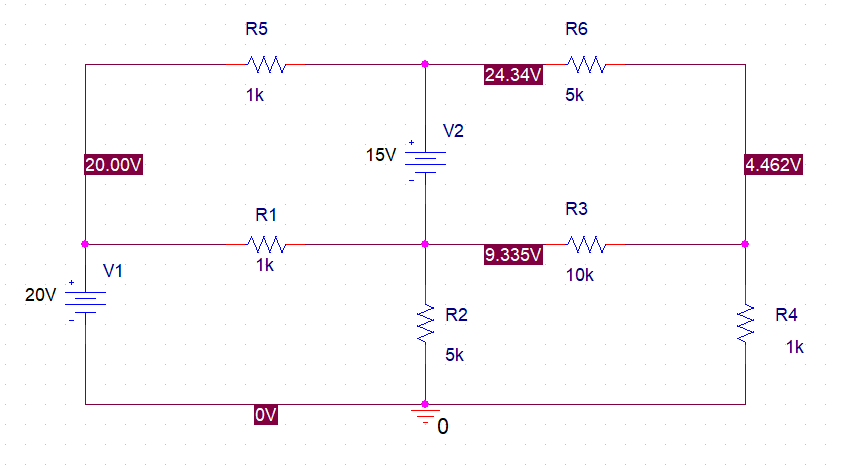 R5
R6
1k
24.34V
5k
V2
15V
20.00V
4.462V
R1
R3
1k
9.335V
10k
V1
20V
R2
R4
5k
1k
0V
0